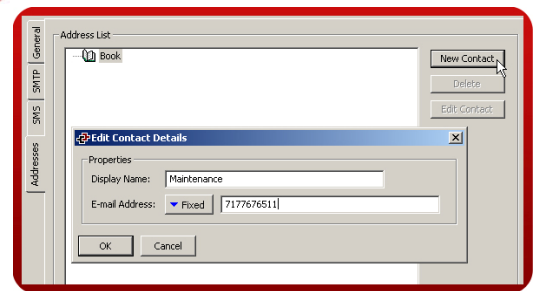 General
SMTP
SMS
Addresses
Address List
Book
New Contact
Delete
Edit Contact
Edit Contact Details
Properties
Display Name: Maintenance
E-mail Address: Fixed 7177676511
OK Cancel